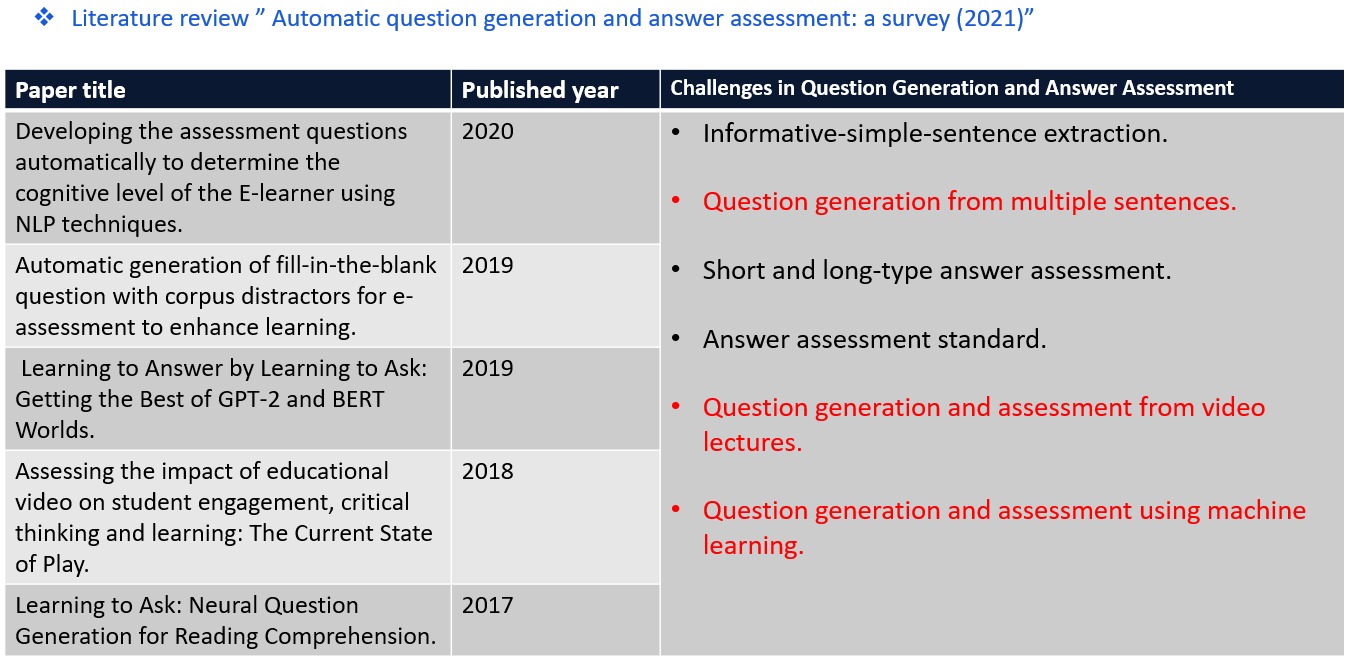 ❖ Literature review ” Automatic question generation and answer assessment: a survey (2021)”
Paper title
Published year
Challenges in Question Generation and Answer Assessment
Developing the assessment questions
automatically to determine the
cognitive level of the E-learner using
NLP techniques.
2020
Automatic generation of fill-in-the-blank
question with corpus distractors for e-
assessment to enhance learning.
2019
Learning to Answer by Learning to Ask:
Getting the Best of GPT-2 and BERT
Worlds.
2019
Assessing the impact of educational
video on student engagement, critical
thinking and learning: The Current State
of Play.
2018
Learning to Ask: Neural Question
Generation for Reading Comprehension.
2017
• Informative-simple-sentence extraction.
• Question generation from multiple sentences.
• Short and long-type answer assessment.
• Answer assessment standard.
• Question generation and assessment from video
lectures.
• Question generation and assessment using machine
learning.